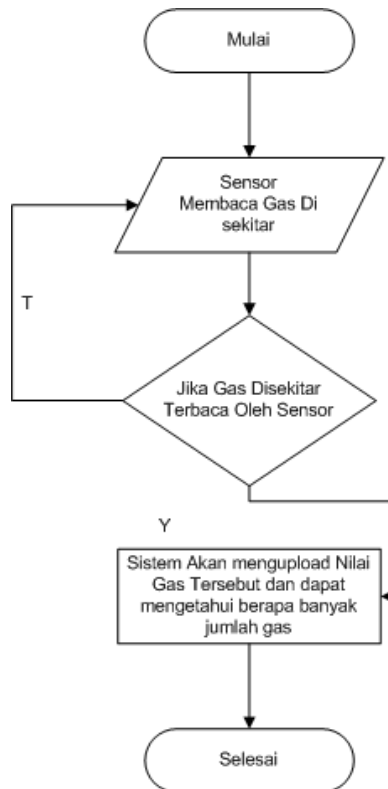 Mulai
Sensor
Membaca Gas Di
sekitar
T
Jika Gas Disekitar
Terbaca Oleh Sensor
Y
Sistem Akan mengupload Nilai
Gas Tersebut dan dapat
mengetahui berapa banyak
jumlah gas
Selesai